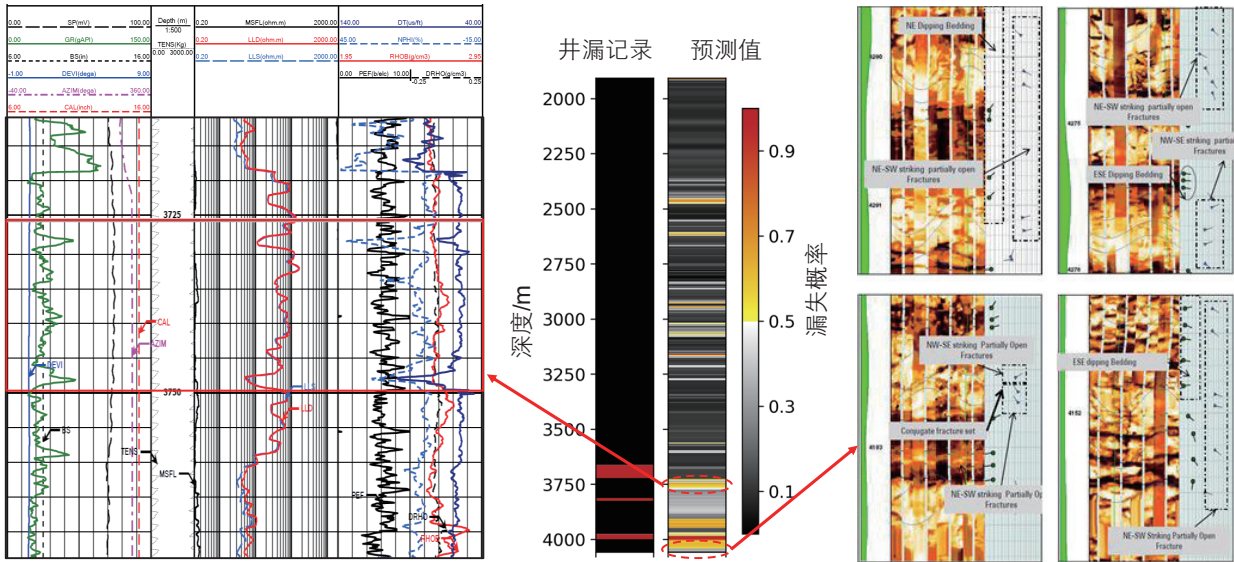 0.00 SP(mV) 100.00
0.00 GR(gAPI) 150.00
6.00 BS(in) 16.00
-1.00 DEVI(dega) 9.00
-40.00 AZIM(dega) 360.00
6.00 CAL(inch) 16.00
Depth (m)
1:500
TENS(Kg)
0.00 3000.00
0.20 MSFL(ohm.m) 2000.00
0.20 LLD(ohm.m) 2000.00
0.20 LLS(ohm.m) 2000.00
140.00 DT(us/ft) 40.00
45.00 NPHI(%) -15.00
1.95 RHOB(g/cm3) 2.95
0.00 PEF(b/elc) 10.00 DRHO(g/cm3)
-0.25 0.25
3725
CAL
AZIM
DEVI
3750
LLS
LLD
BS
TENS
MSFL
PEF
DRHO
RHOB
井漏记录 预测值
深度/m
2000
2250
2500
2750
3000
3250
3500
3750
4000
0.9
0.7
0.5
0.3
0.1
漏失概率
NE Dipping Bedding
4290
NE-SW striking partially open
Fractures
4291
NE-SW striking partially open
Fractures
4275
NW-SE striking partial
Fractures
ESE Dipping Bedding
4276
NW-SE striking Partially Open
Fractures
Conjugate fracture set
4193
NE-SW striking Partially Op
Fractures
ESE dipping Bedding
4152
NE-SW Striking Partially Open
Fracture